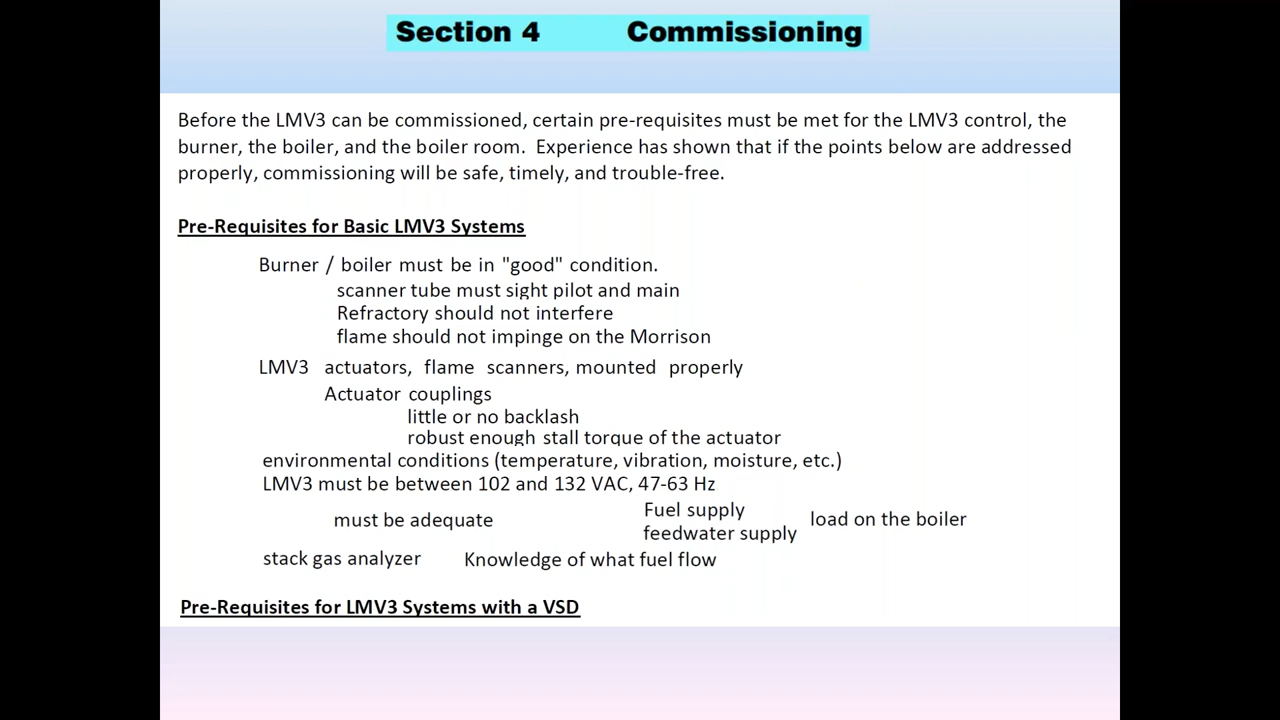 Section 4 Commissioning
Before the LMV3 can be commissioned, certain pre-requisites must be met for the LMV3 control, the
burner, the boiler, and the boiler room. Experience has shown that if the points below are addressed
properly, commissioning will be safe, timely, and trouble-free.
Pre-Requisites for Basic LMV3 Systems
Burner / boiler must be in "good" condition.
scanner tube must sight pilot and main
Refractory should not interfere
flame should not impinge on the Morrison
LMV3 actuators, flame scanners, mounted properly
Actuator couplings
little or no backlash
robust enough stall torque of the actuator
environmental conditions (temperature, vibration, moisture, etc.)
LMV3 must be between 102 and 132 VAC, 47-63 Hz
Fuel supply
must be adequate load on the boiler
feedwater supply
stack gas analyzer Knowledge of what fuel flow
Pre-Requisites for LMV3 Systems with a VSD